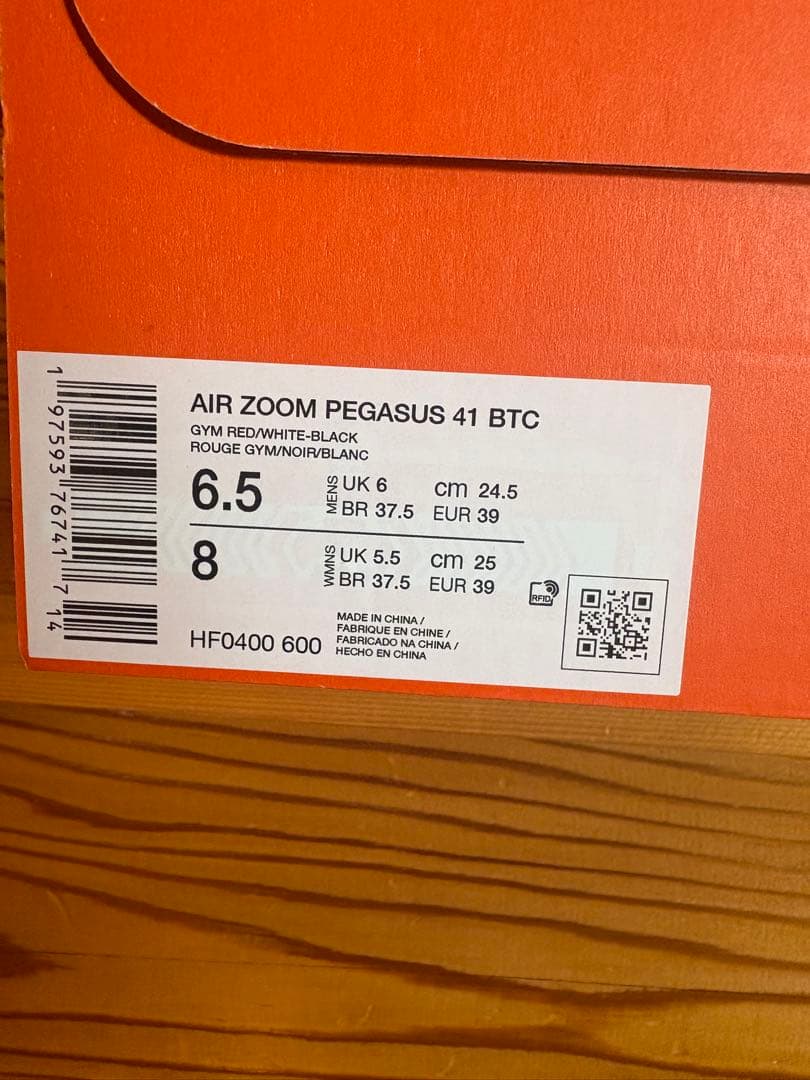 AIR ZOOM PEGASUS 41 BTC
GYM RED/WHITE-BLACK
ROUGE GYM/NOIR/BLANC
6.5 MENS UK 6 cm 24.5
BR 37.5 EUR 39
8 WMNS UK 5.5 cm 25
BR 37.5 EUR 39
RFID
HF0400 600
MADE IN CHINA /
FABRIQUE EN CHINE /
FABRICADO NA CHINA /
HECHO EN CHINA
1 97593 76741 7 14